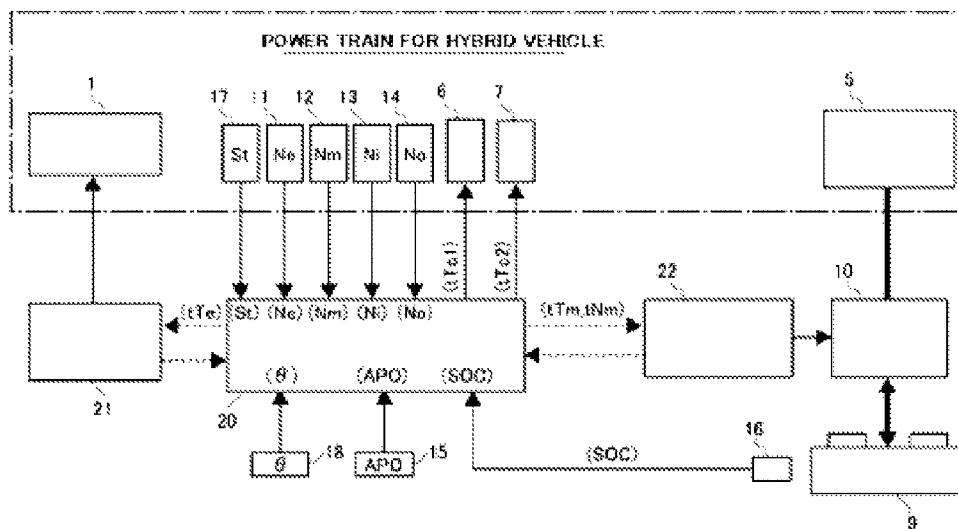 POWER TRAIN FOR HYBRID VEHICLE
1
17 11 12 13 14 6 7
5
St Ne Nm Ni No
(tTc1) (tTc2)
22
10
(tTe) (St) (Ne) (Nm) (Ni) (No) (tTm,tNm)
(θ) (APO) (SOC)
21
20
16
θ 18 APO 15
(SOC)
9